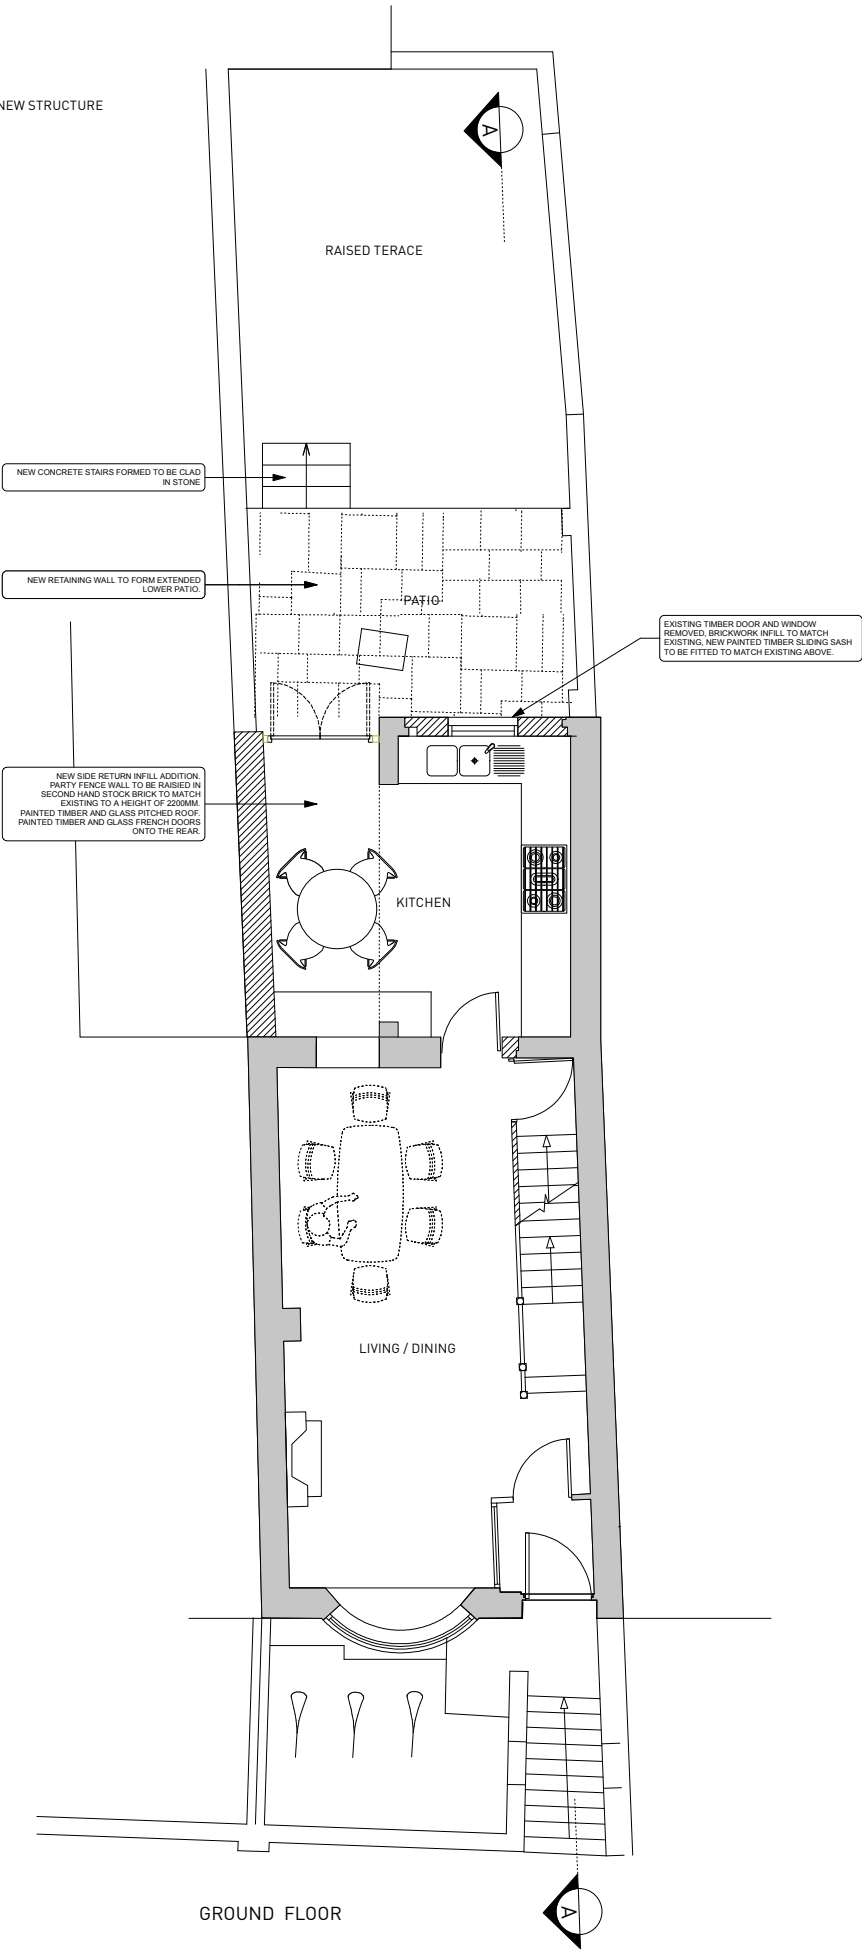 NEW STRUCTURE
A
RAISED TERACE
NEW CONCRETE STAIRS FORMED TO BE CLAD
IN STONE
NEW RETAINING WALL TO FORM EXTENDED
LOWER PATIO.
PATIO
EXISTING TIMBER DOOR AND WINDOW
REMOVED, BRICKWORK INFILL TO MATCH
EXISTING, NEW PAINTED TIMBER SLIDING SASH
TO BE FITTED TO MATCH EXISTING ABOVE.
NEW SIDE RETURN INFILL ADDITION.
PARTY FENCE WALL TO BE RAISIED IN
SECOND HAND STOCK BRICK TO MATCH
EXISTING TO A HEIGHT OF 2200MM.
PAINTED TIMBER AND GLASS PITCHED ROOF.
PAINTED TIMBER AND GLASS FRENCH DOORS
ONTO THE REAR.
KITCHEN
LIVING / DINING
GROUND FLOOR
A